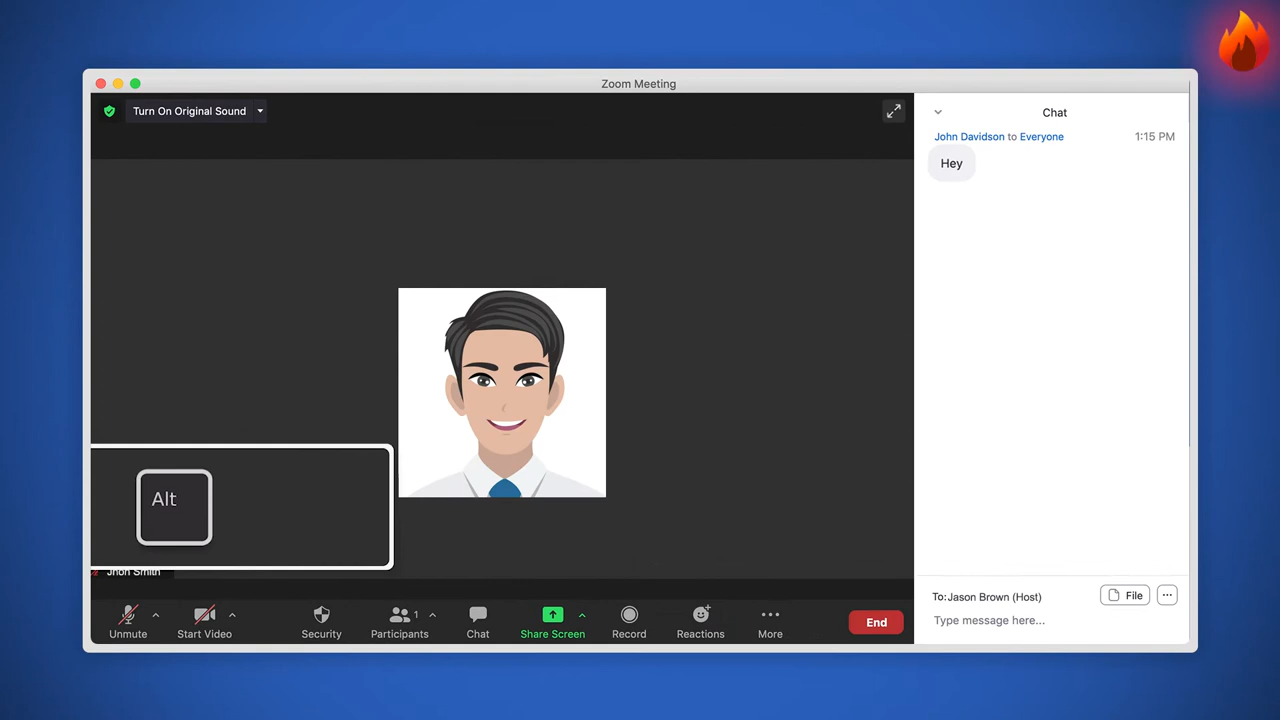 Zoom Meeting
Turn On Original Sound
Chat
John Davidson to Everyone 1:15 PM
Hey
Alt
Jhon Smith
To:Jason Brown (Host) File
Type message here...
Unmute Start Video Security Participants 1 Chat Share Screen Record Reactions More End